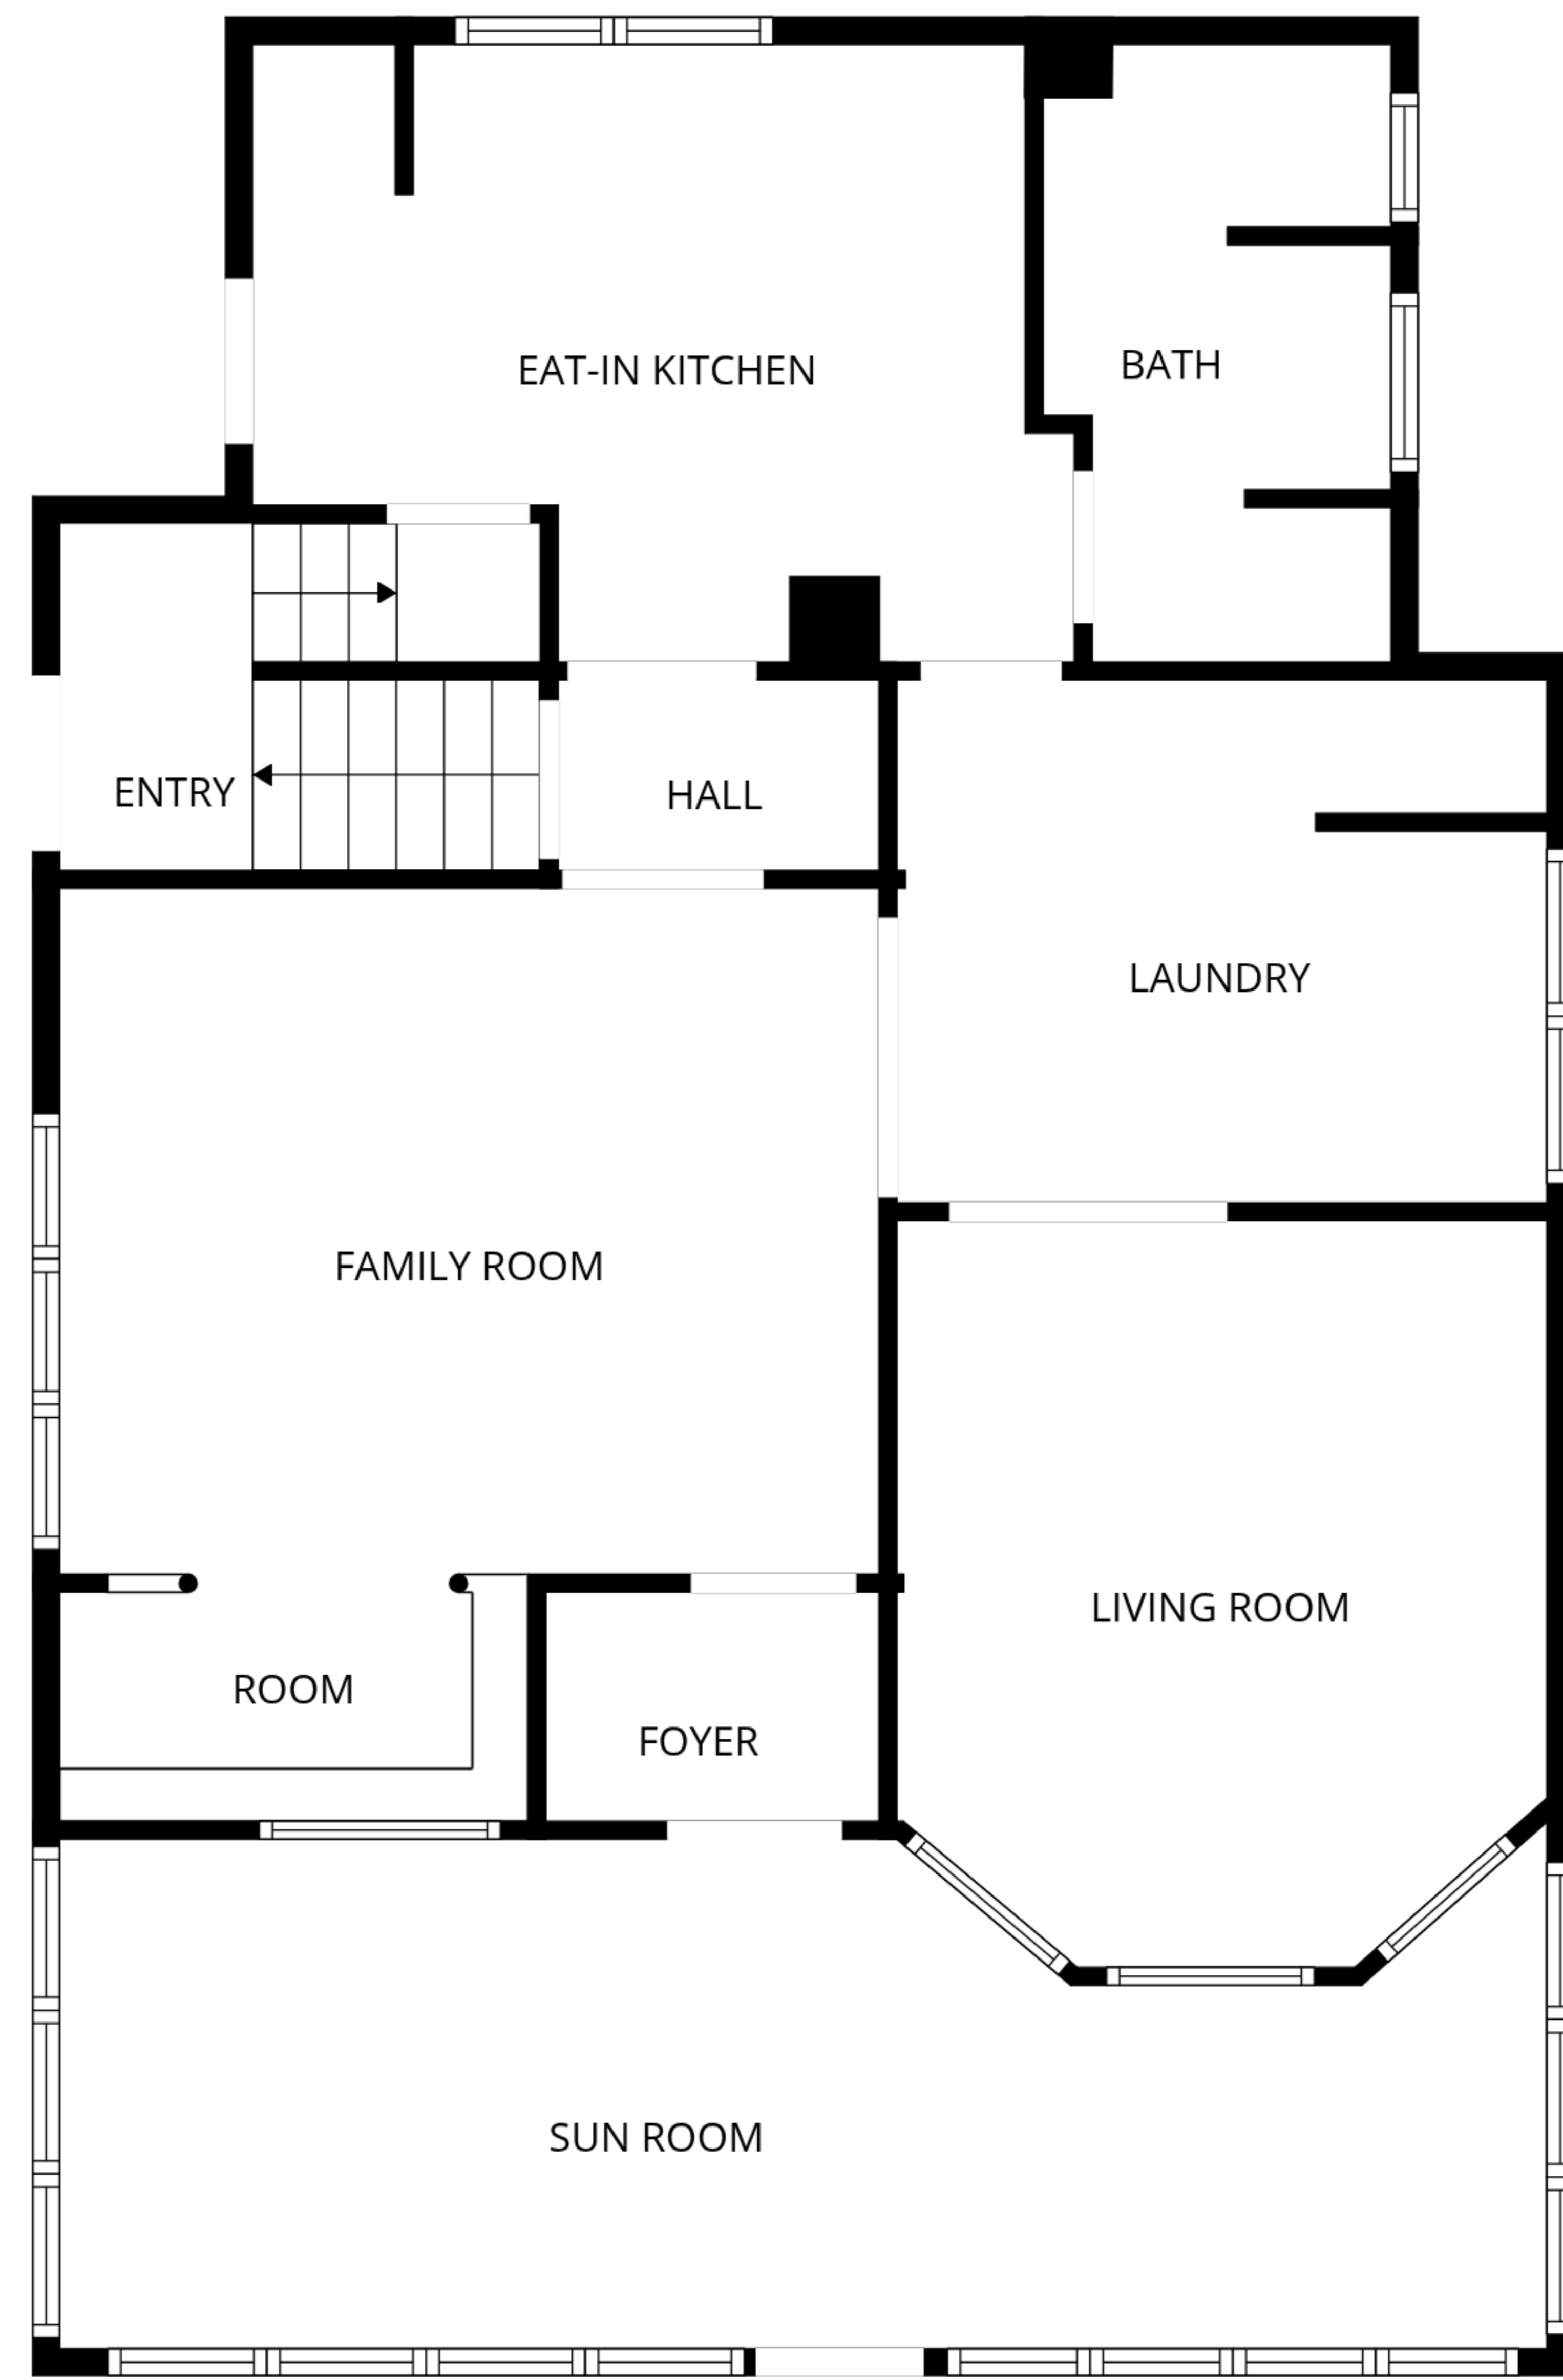 EAT-IN KITCHEN
BATH
ENTRY
HALL
LAUNDRY
FAMILY ROOM
LIVING ROOM
ROOM
FOYER
SUN ROOM